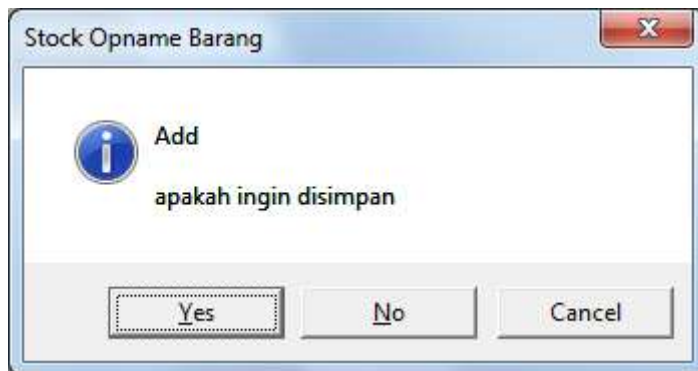 Stock Opname Barang
Add
apakah ingin disimpan
Yes
No
Cancel